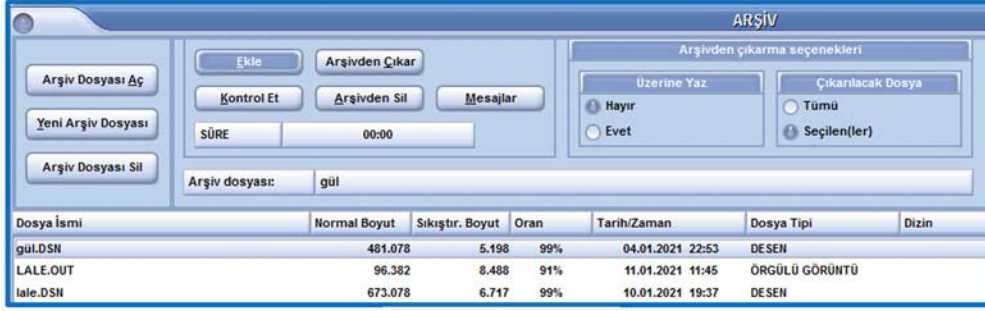 ARŞİV
Arşiv Dosyası Aç
Yeni Arşiv Dosyası
Arşiv Dosyası Sil
Ekle
Arşivden Çıkar
Kontrol Et
Arşivden Sil
Mesajlar
SÜRE 00:00
Arşivden çıkarma seçenekleri
Üzerine Yaz
Hayır
Evet
Çıkarılacak Dosya
Tümü
Seçilen(ler)
Arşiv dosyası: gül
Dosya İsmi Normal Boyut Sıkıştır. Boyut Oran Tarih/Zaman Dosya Tipi Dizin
gül.DSN 481.078 5.198 99% 04.01.2021 22:53 DESEN
LALE.OUT 96.382 8.488 91% 11.01.2021 11:45 ÖRGÜLÜ GÖRÜNTÜ
lale.DSN 673.078 6.717 99% 10.01.2021 19:37 DESEN